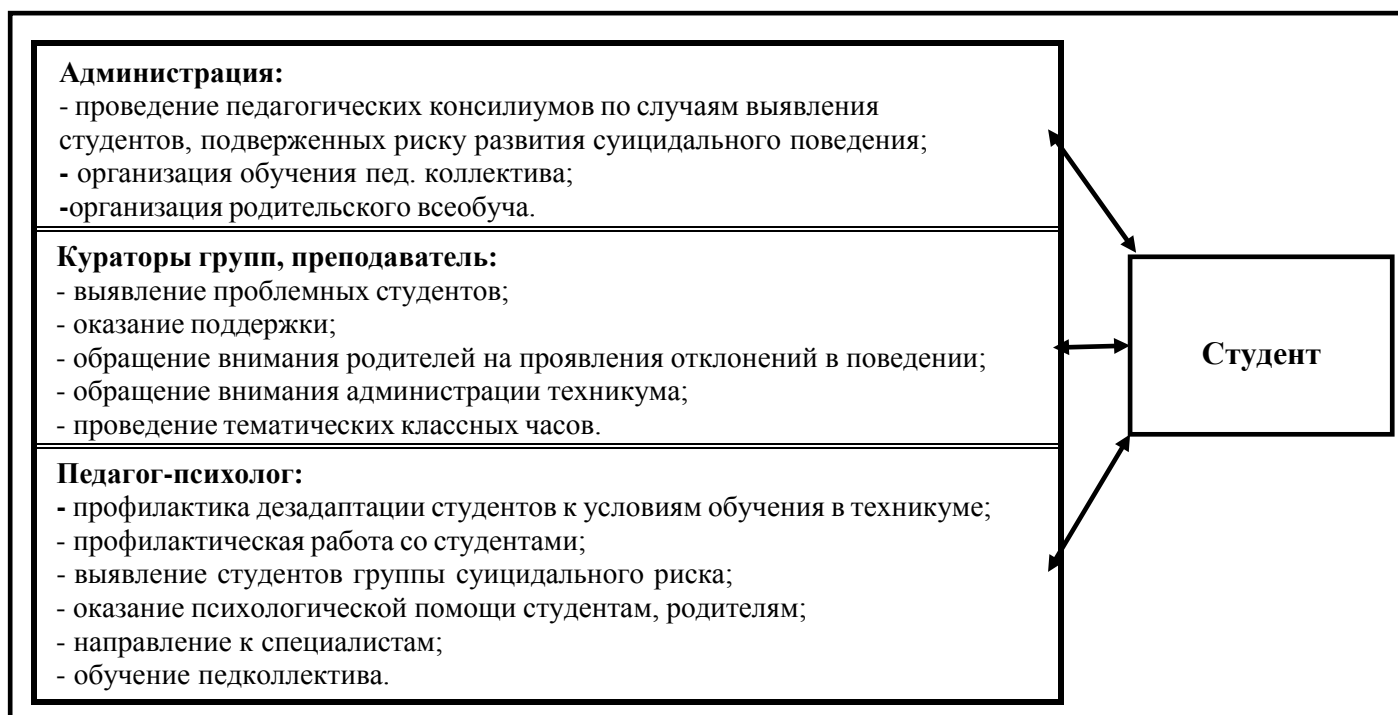 Администрация:
- проведение педагогических консилиумов по случаям выявления
студентов, подверженных риску развития суицидального поведения;
- организация обучения пед. коллектива;
-организация родительского всеобуча.
Кураторы групп, преподаватель:
- выявление проблемных студентов;
- оказание поддержки;
- обращение внимания родителей на проявления отклонений в поведении;
- обращение внимания администрации техникума;
- проведение тематических классных часов.
Педагог-психолог:
- профилактика дезадаптации студентов к условиям обучения в техникуме;
- профилактическая работа со студентами;
- выявление студентов группы суицидального риска;
- оказание психологической помощи студентам, родителям;
- направление к специалистам;
- обучение педколлектива.
Студент